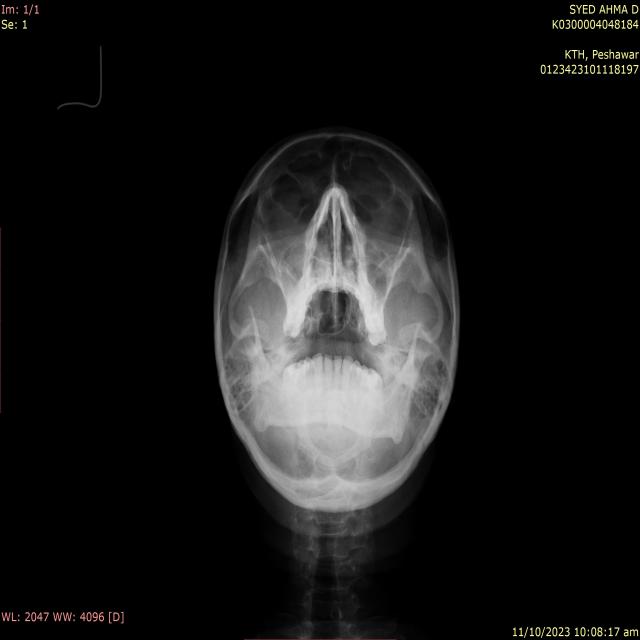 Im: 1/1
Se: 1
SYED AHMA D
K0300004048184
KTH, Peshawar
0123423101118197
WL: 2047 WW: 4096 [D]
11/10/2023 10:08:17 am